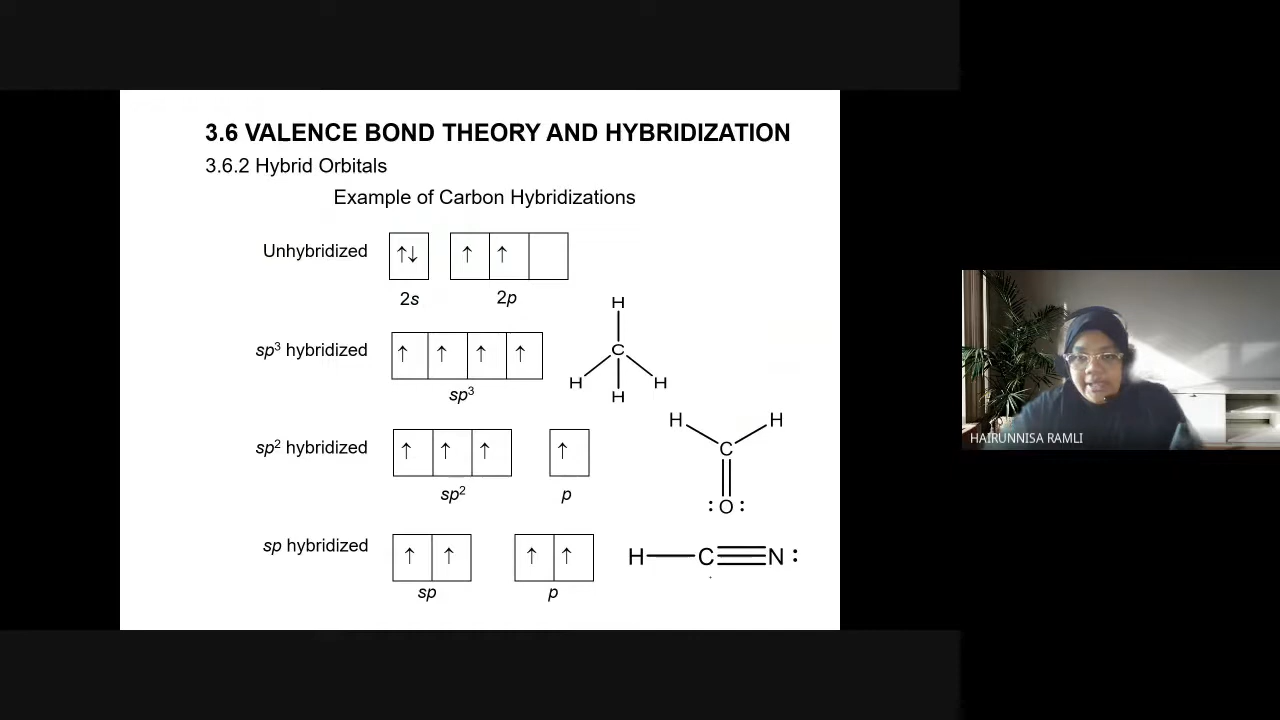 3.6 VALENCE BOND THEORY AND HYBRIDIZATION
3.6.2 Hybrid Orbitals
Example of Carbon Hybridizations
Unhybridized ↑↓ ↑ ↑
2s 2p
H
sp³ hybridized ↑ ↑ ↑ ↑ C
H H
H
sp³
H H
sp² hybridized ↑ ↑ ↑ ↑ C
sp² p
:O:
sp hybridized ↑ ↑ ↑ ↑ H—C≡N:
sp p
HAIRUNNISA RAMLI